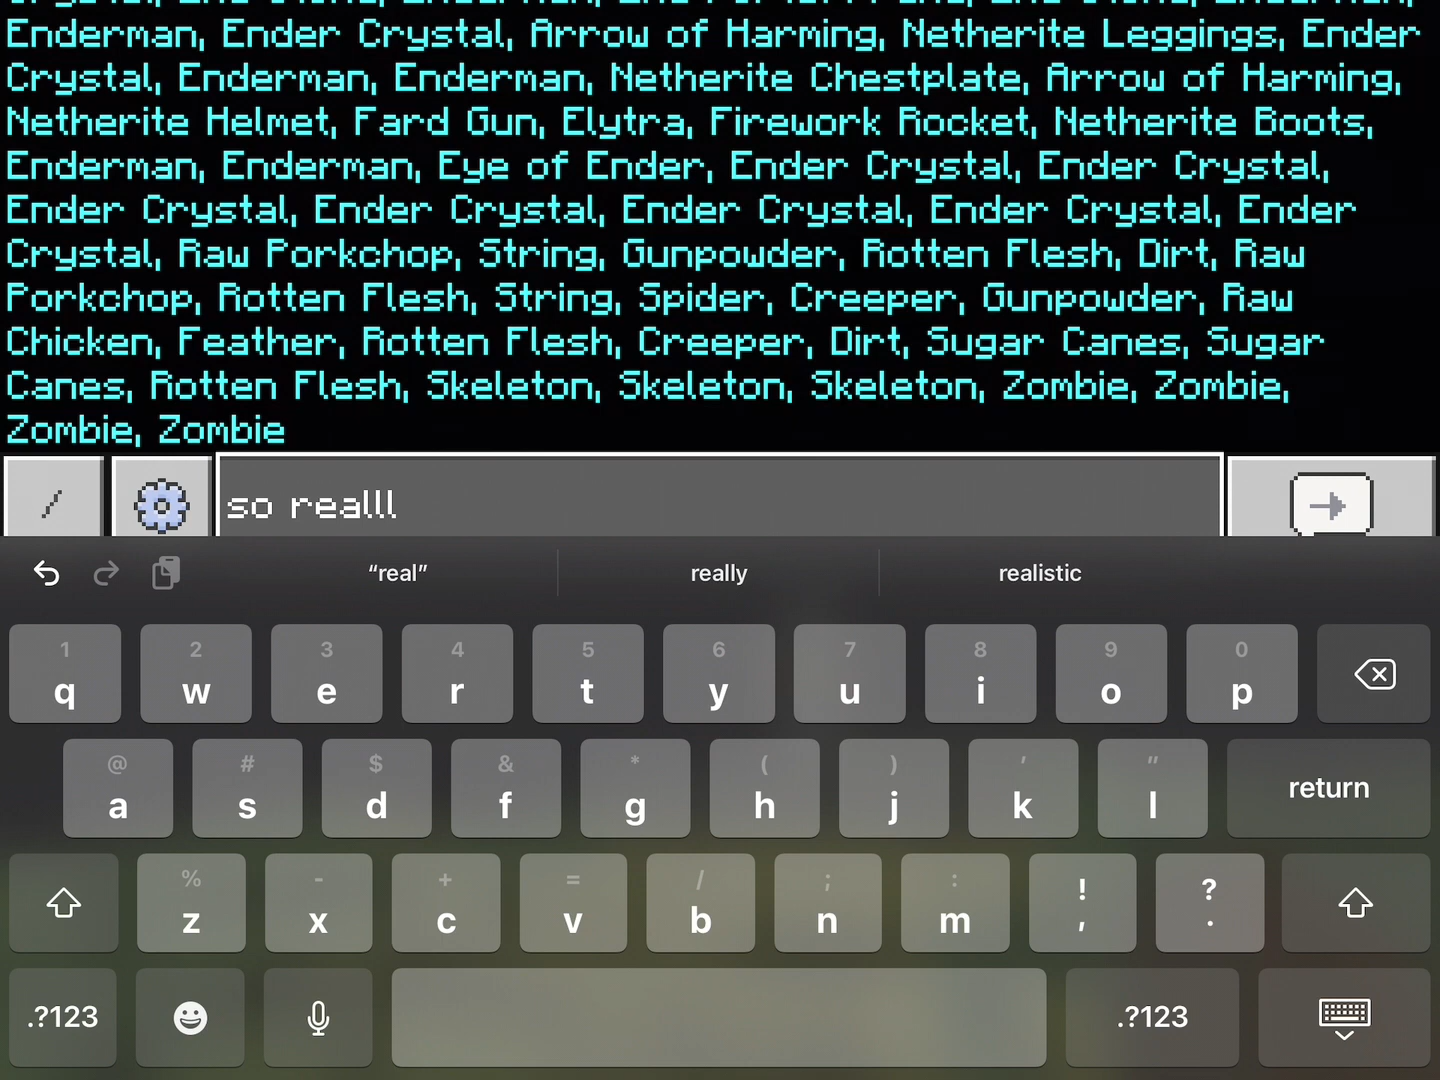 Enderman, Ender Crystal, Arrow of Harming, Netherite Leggings, Ender
Crystal, Enderman, Enderman, Netherite Chestplate, Arrow of Harming,
Netherite Helmet, Fard Gun, Elytra, Firework Rocket, Netherite Boots,
Enderman, Enderman, Eye of Ender, Ender Crystal, Ender Crystal,
Ender Crystal, Ender Crystal, Ender Crystal, Ender Crystal, Ender
Crystal, Raw Porkchop, String, Gunpowder, Rotten Flesh, Dirt, Raw
Porkchop, Rotten Flesh, String, Spider, Creeper, Gunpowder, Raw
Chicken, Feather, Rotten Flesh, Creeper, Dirt, Sugar Canes, Sugar
Canes, Rotten Flesh, Skeleton, Skeleton, Skeleton, Zombie, Zombie,
Zombie, Zombie
/ so realll
“real” really realistic
1 2 3 4 5 6 7 8 9 0
q w e r t y u i o p
@ # $ & * ( ) ' "
a s d f g h j k l return
% - + = / ; : ! ?
z x c v b n m , .
.?123 .?123